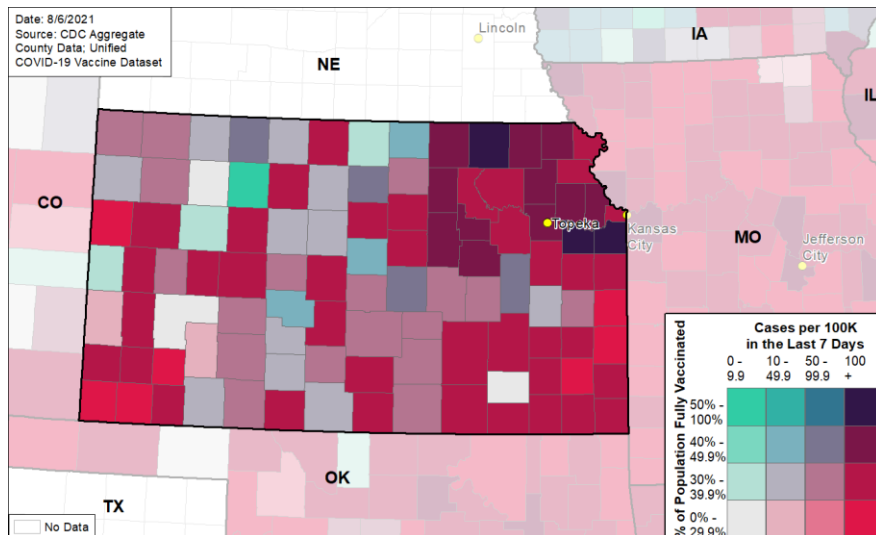 Date: 8/6/2021
Source: CDC Aggregate
County Data; Unified
COVID-19 Vaccine Dataset
Lincoln
NE
IA
IL
CO
Topeka
Kansas
City
MO
Jefferson
City
OK
TX
No Data
Cases per 100K
in the Last 7 Days
0 - 10 - 50 - 100
9.9 49.9 99.9 +
% of Population Fully Vaccinated
50% -
100%
40% -
49.9%
30% -
39.9%
0% -
29.9%